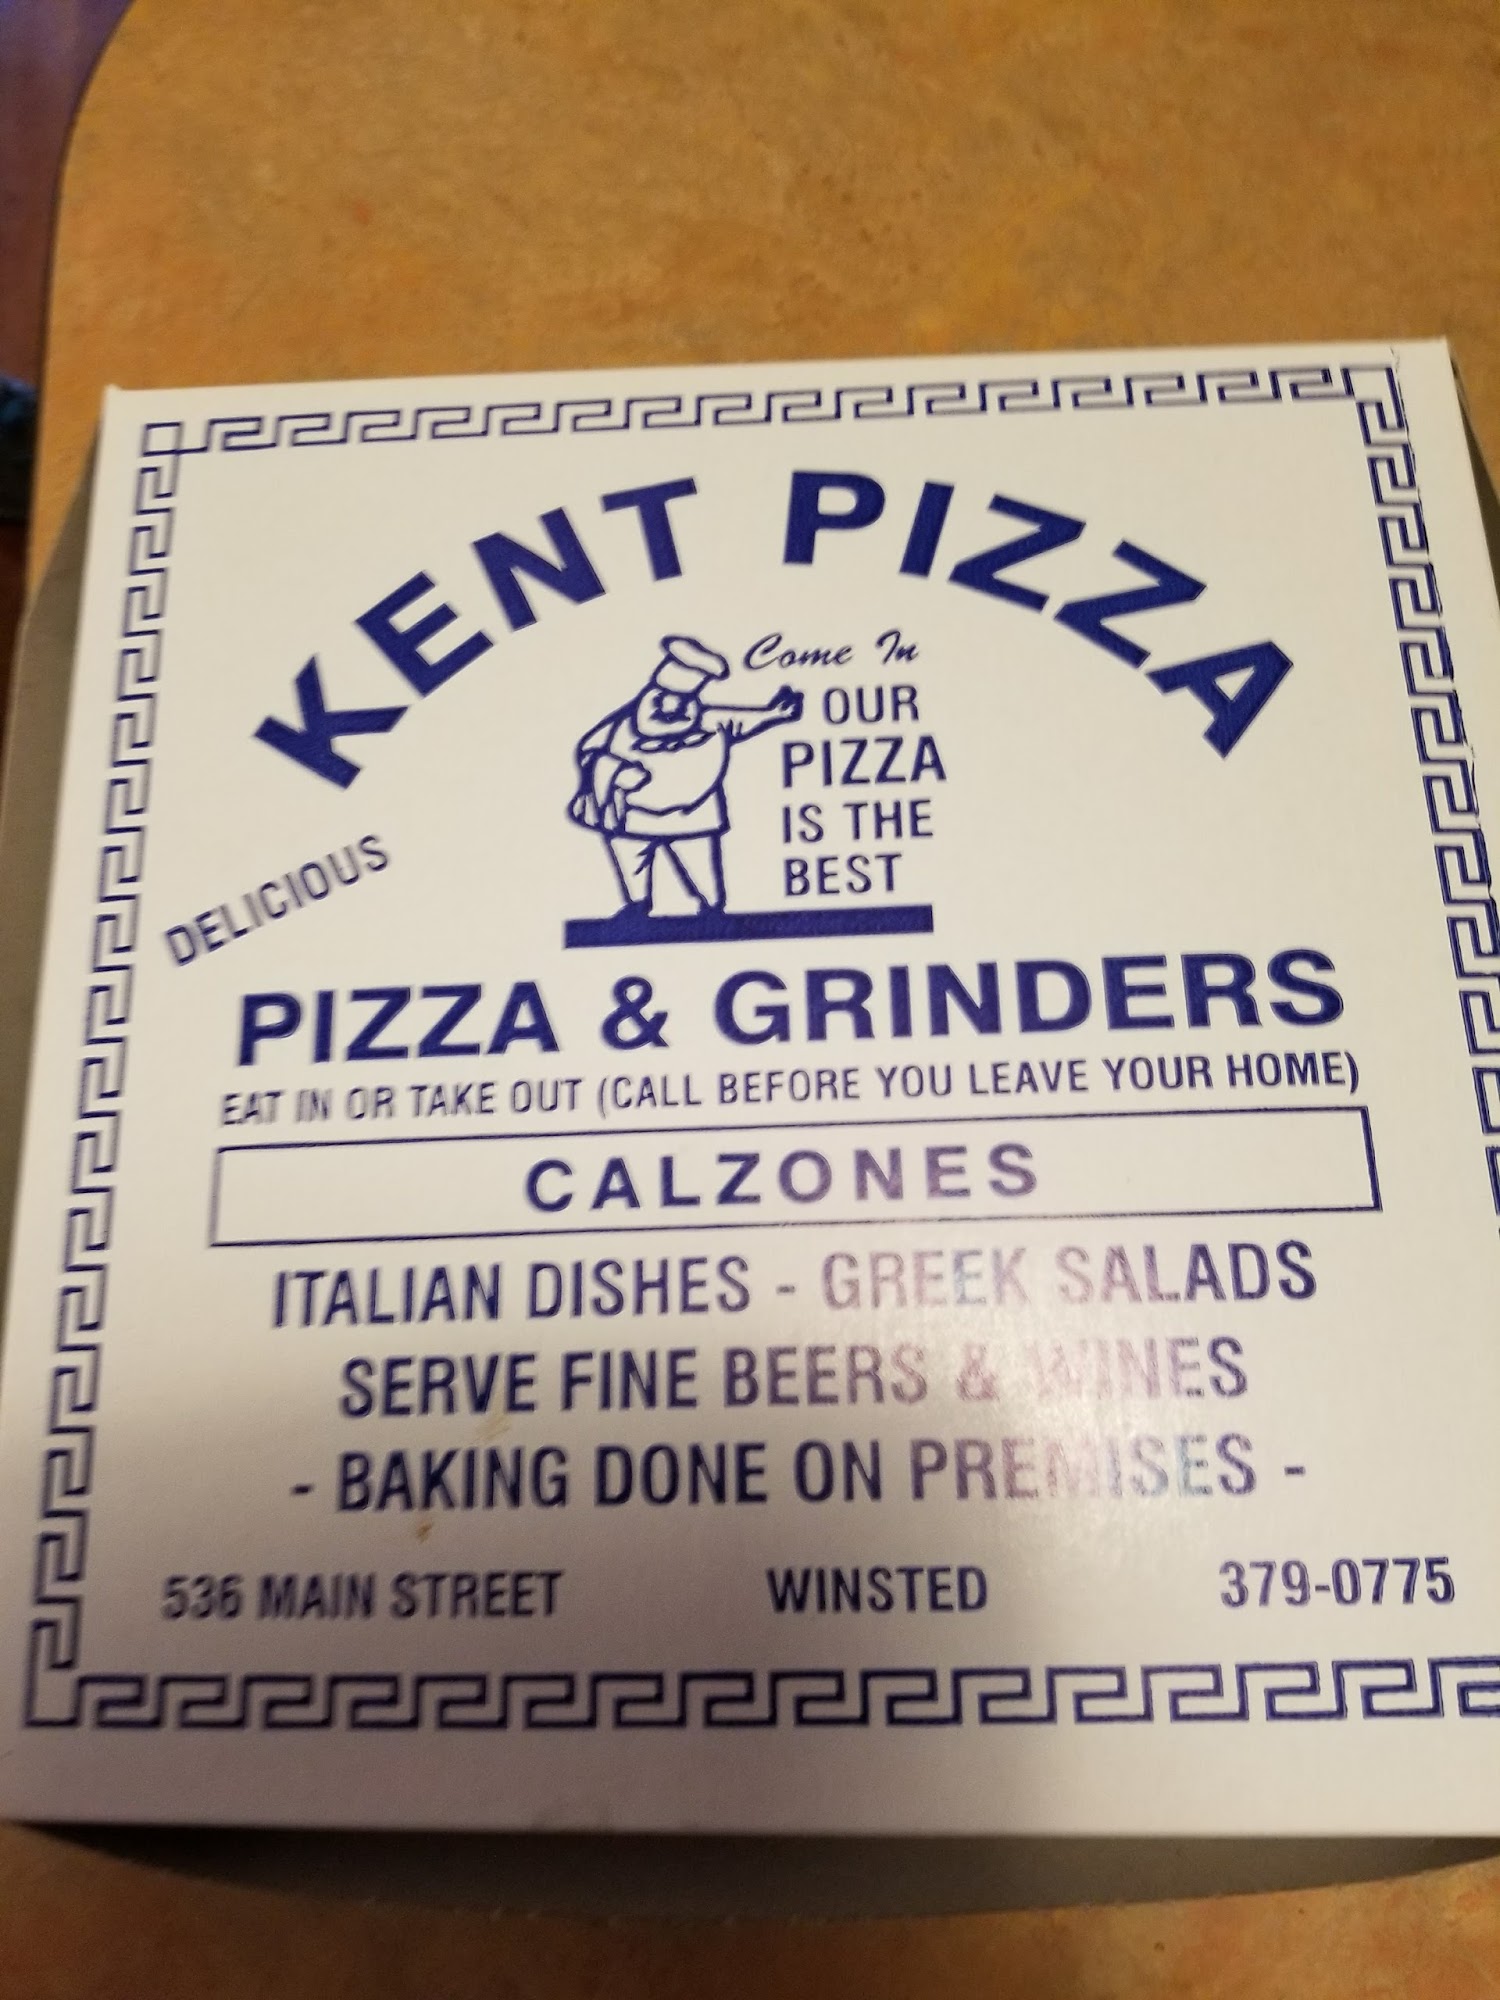 KENT PIZZA
Come In
OUR
PIZZA
IS THE
BEST
DELICIOUS
PIZZA & GRINDERS
EAT IN OR TAKE OUT (CALL BEFORE YOU LEAVE YOUR HOME)
CALZONES
ITALIAN DISHES - GREEK SALADS
SERVE FINE BEERS & WINES
- BAKING DONE ON PREMISES -
536 MAIN STREET WINSTED 379-0775